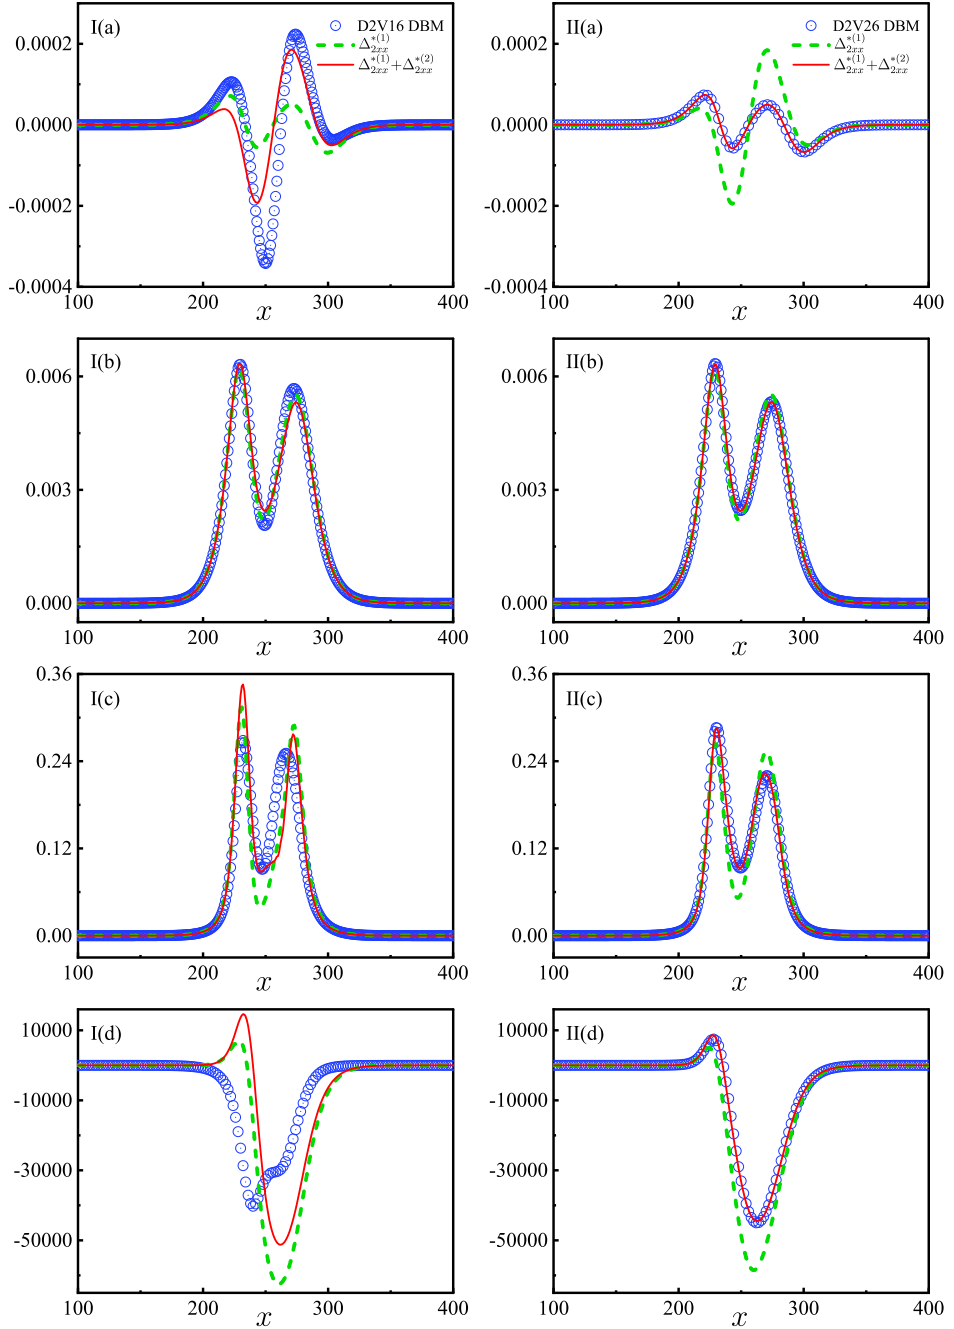 I(a)
D2V16 DBM
Δ*(1)2xx
Δ*(1)2xx+Δ*(2)2xx
0.0002
0.0000
-0.0002
-0.0004
100 200 300 400
x
II(a)
D2V26 DBM
Δ*(1)2xx
Δ*(1)2xx+Δ*(2)2xx
0.0002
0.0000
-0.0002
-0.0004
100 200 300 400
x
I(b)
0.006
0.003
0.000
100 200 300 400
x
II(b)
0.006
0.003
0.000
100 200 300 400
x
I(c)
0.36
0.24
0.12
0.00
100 200 300 400
x
II(c)
0.36
0.24
0.12
0.00
100 200 300 400
x
I(d)
10000
-10000
-30000
-50000
100 200 300 400
x
II(d)
10000
-10000
-30000
-50000
100 200 300 400
x